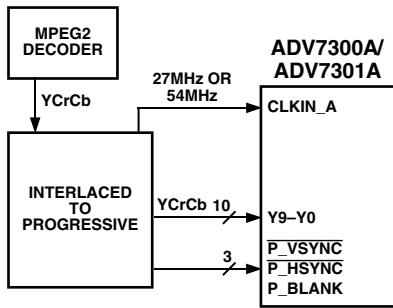 MPEG2
DECODER
YCrCb
INTERLACED
TO
PROGRESSIVE
27MHz OR
54MHz
YCrCb 10
3
ADV7300A/
ADV7301A
CLKIN_A
Y9–Y0
P_VSYNC
P_HSYNC
P_BLANK